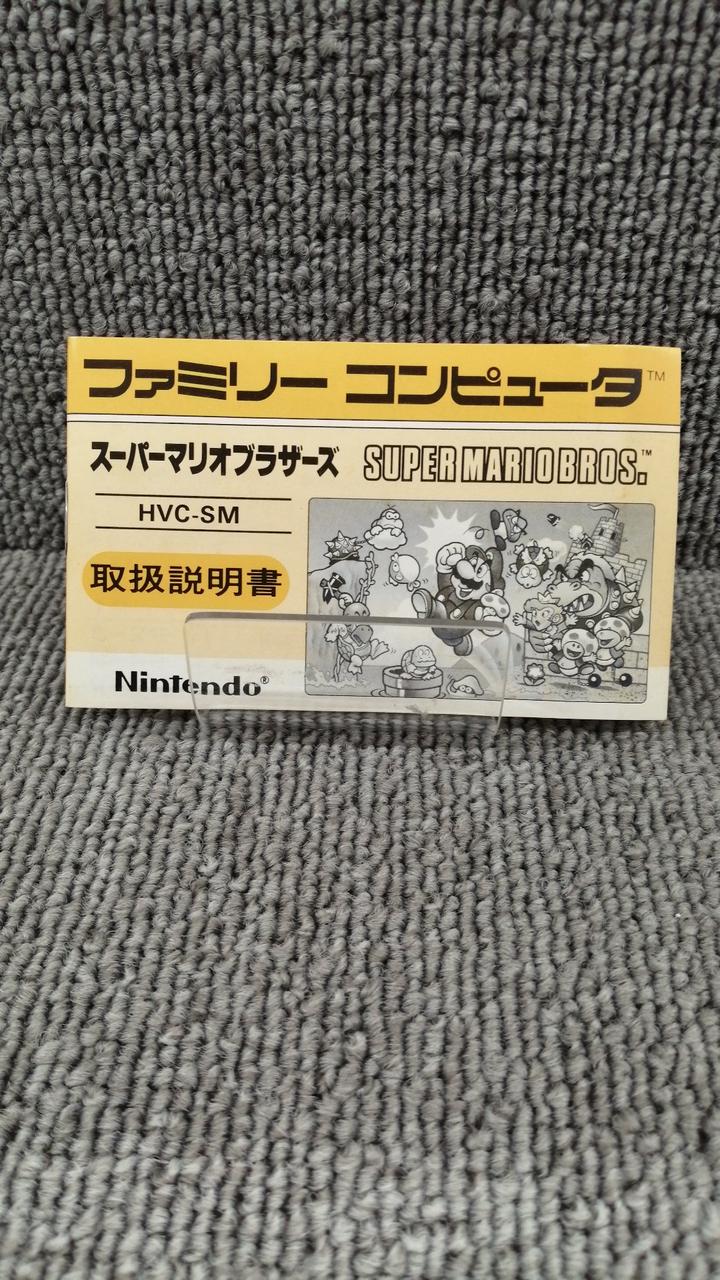 ファミリー コンピュータ™
スーパーマリオブラザーズ SUPER MARIO BROS.™
HVC-SM
取扱説明書
Nintendo®